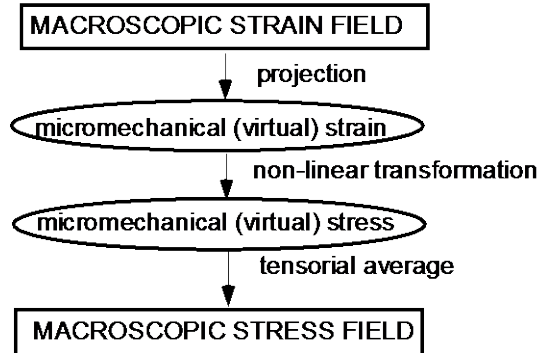 MACROSCOPIC STRAIN FIELD
projection
micromechanical (virtual) strain
non-linear transformation
micromechanical (virtual) stress
tensorial average
MACROSCOPIC STRESS FIELD